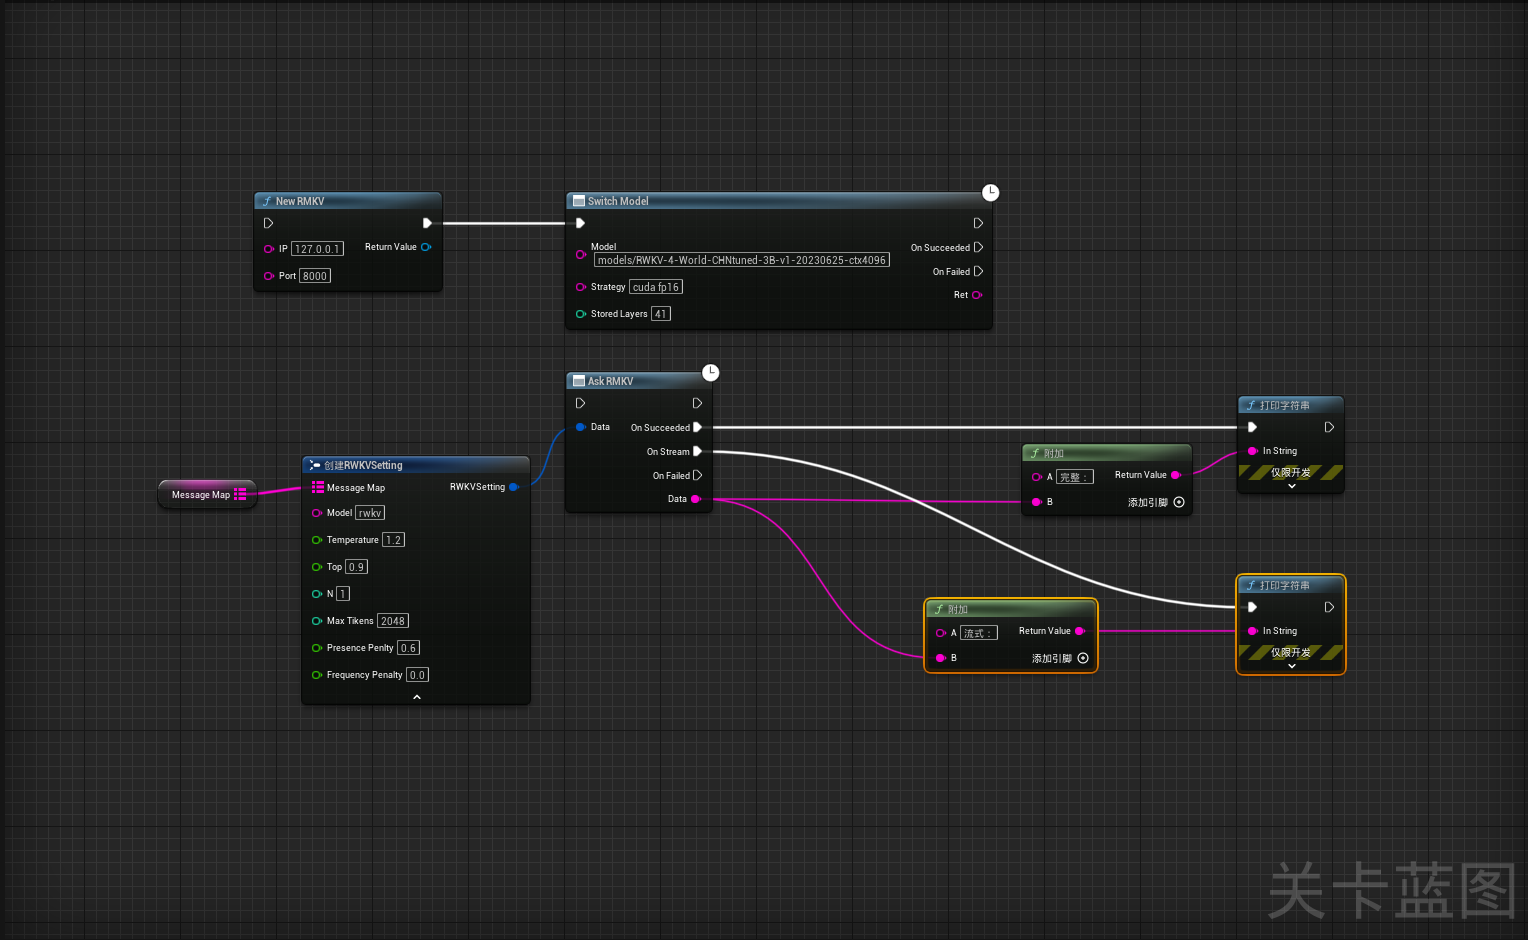 New RMKV
IP 127.0.0.1
Return Value
Port 8000
Switch Model
Model
models/RWKV-4-World-CHNtuned-3B-v1-20230625-ctx4096
On Succeeded
On Failed
Strategy cuda fp16
Ret
Stored Layers 41
Ask RMKV
Data
On Succeeded
On Stream
On Failed
Data
Message Map
创建RWKVSetting
Message Map
RWKVSetting
Model rwkv
Temperature 1.2
Top 0.9
N 1
Max Tikens 2048
Presence Penlty 0.6
Frequency Penalty 0.0
附加
A 完整：
Return Value
B
添加引脚
打印字符串
In String
仅限开发
附加
A 流式：
Return Value
B
添加引脚
打印字符串
In String
仅限开发
关卡蓝图